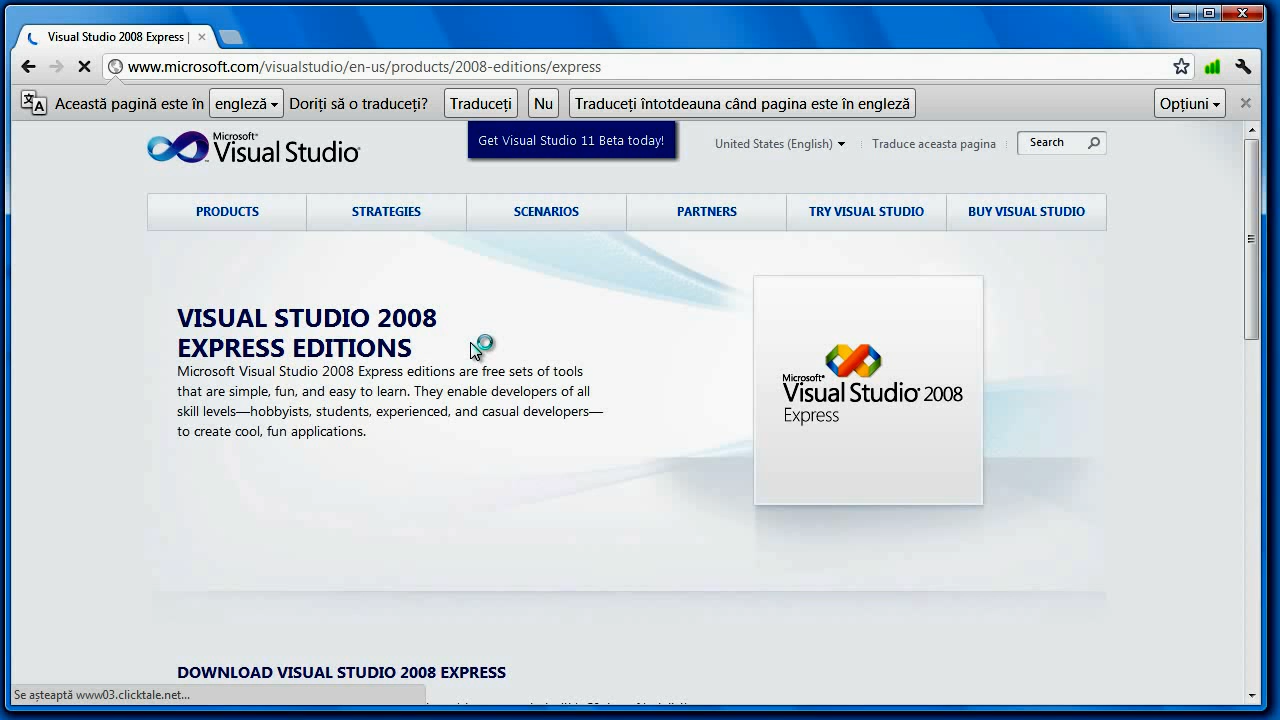 Visual Studio 2008 Express |
www.microsoft.com/visualstudio/en-us/products/2008-editions/express
Această pagină este în engleză Doriți să o traduceți? Traduceți Nu Traduceți întotdeauna când pagina este în engleză Opțiuni
Microsoft®
Visual Studio®
Get Visual Studio 11 Beta today!
United States (English) Traduce aceasta pagina Search
PRODUCTS STRATEGIES SCENARIOS PARTNERS TRY VISUAL STUDIO BUY VISUAL STUDIO
VISUAL STUDIO 2008
EXPRESS EDITIONS
Microsoft Visual Studio 2008 Express editions are free sets of tools
that are simple, fun, and easy to learn. They enable developers of all
skill levels—hobbyists, students, experienced, and casual developers—
to create cool, fun applications.
Microsoft®
Visual Studio® 2008
Express
DOWNLOAD VISUAL STUDIO 2008 EXPRESS
Se așteaptă www03.clicktale.net...